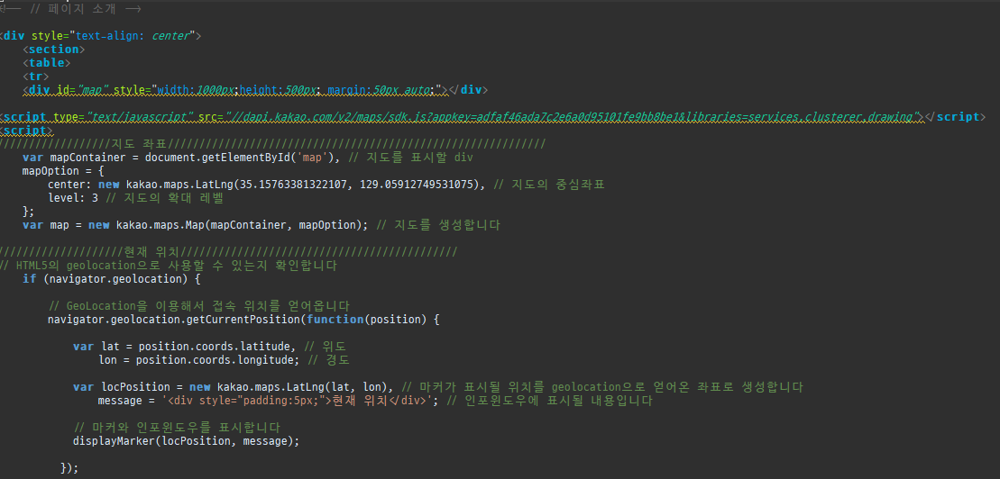 <!-- // 페이지 소개 -->
<div style="text-align: center">
<section>
<table>
<tr>
<div id="map" style="width:1000px;height:500px; margin:50px auto;"></div>
<script type="text/javascript" src="//dapi.kakao.com/v2/maps/sdk.js?appkey=adfaf46ada7c2e6a0d95101fe9bb8be1&libraries=services,clusterer,drawing"></script>
<script>
//////////////////지도 좌표////////////////////////////////////////////////////////////
var mapContainer = document.getElementById('map'), // 지도를 표시할 div
mapOption = {
center: new kakao.maps.LatLng(35.15763381322107, 129.05912749531075), // 지도의 중심좌표
level: 3 // 지도의 확대 레벨
};
var map = new kakao.maps.Map(mapContainer, mapOption); // 지도를 생성합니다
////////////////////현재 위치////////////////////////////////////////////
// HTML5의 geolocation으로 사용할 수 있는지 확인합니다
if (navigator.geolocation) {
// GeoLocation을 이용해서 접속 위치를 얻어옵니다
navigator.geolocation.getCurrentPosition(function(position) {
var lat = position.coords.latitude, // 위도
lon = position.coords.longitude; // 경도
var locPosition = new kakao.maps.LatLng(lat, lon), // 마커가 표시될 위치를 geolocation으로 얻어온 좌표로 생성합니다
message = '<div style="padding:5px;">현재 위치</div>'; // 인포윈도우에 표시될 내용입니다
// 마커와 인포윈도우를 표시합니다
displayMarker(locPosition, message);
});